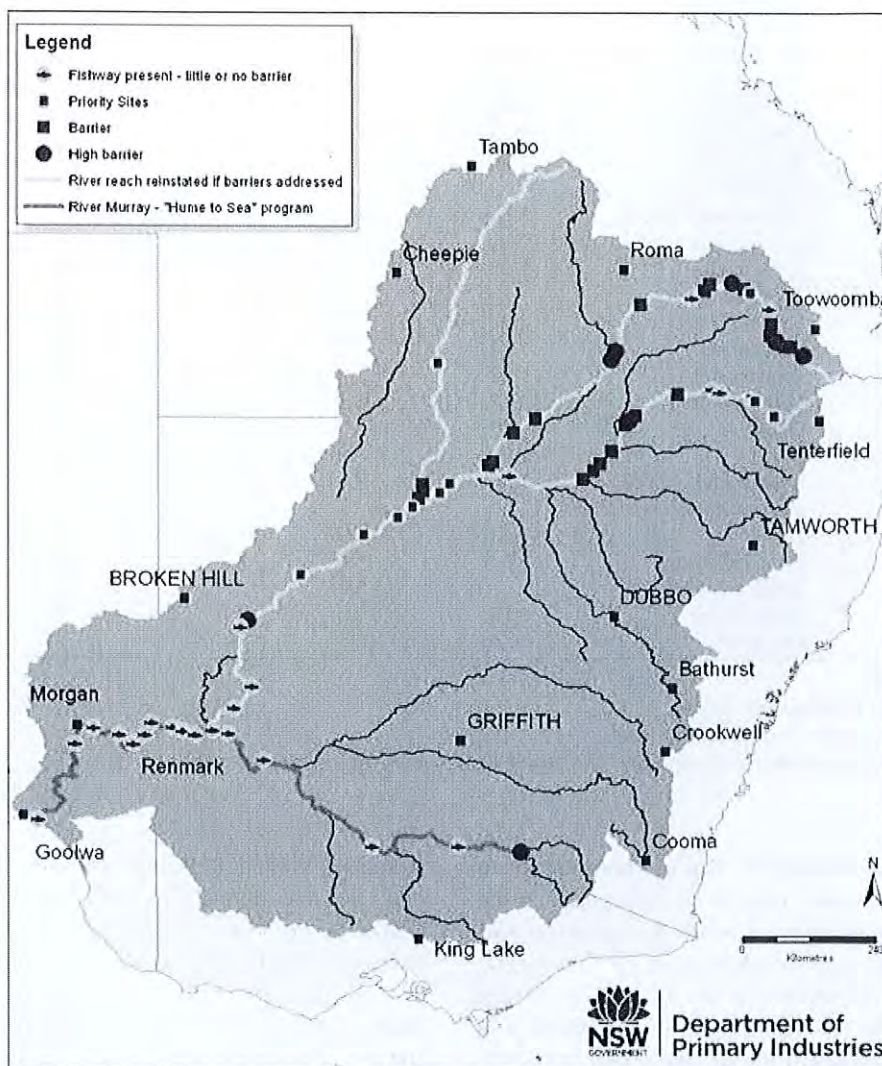 Legend
Fishway present - little or no barrier
Priority Sites
Barrier
High barrier
River reach reinstated if barriers addressed
River Murray - "Hume to Sea" program
Tambo
Cheepie
Roma
Toowoomba
Tenterfield
TAMWORTH
BROKEN HILL
DUBBO
Bathurst
Morgan
GRIFFITH
Crookwell
Renmark
Goolwa
Cooma
N
King Lake
0 240
Kilometres
NSW
GOVERNMENT
Department of
Primary Industries